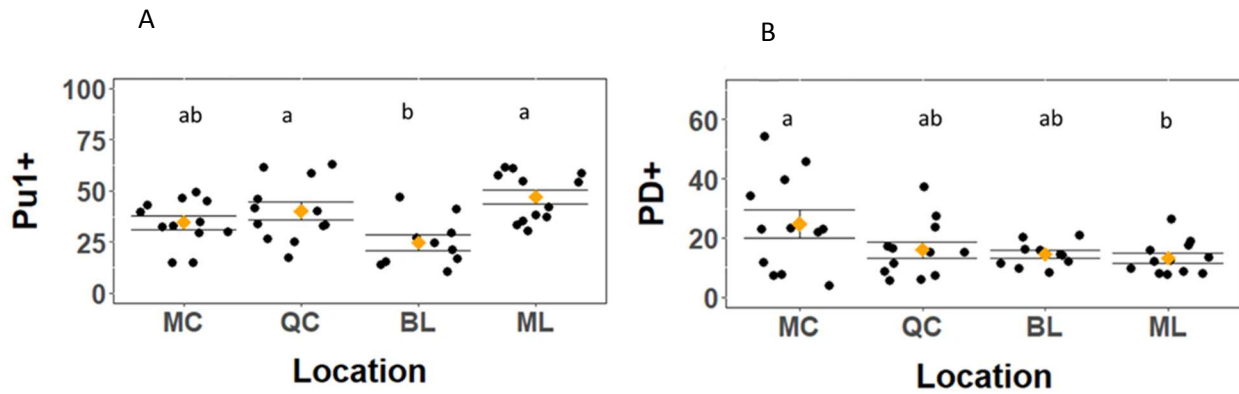 A
Pu1+
100
75
50
25
0
ab a b a
MC QC BL ML
Location
B
PD+
60
40
20
0
a ab ab b
MC QC BL ML
Location